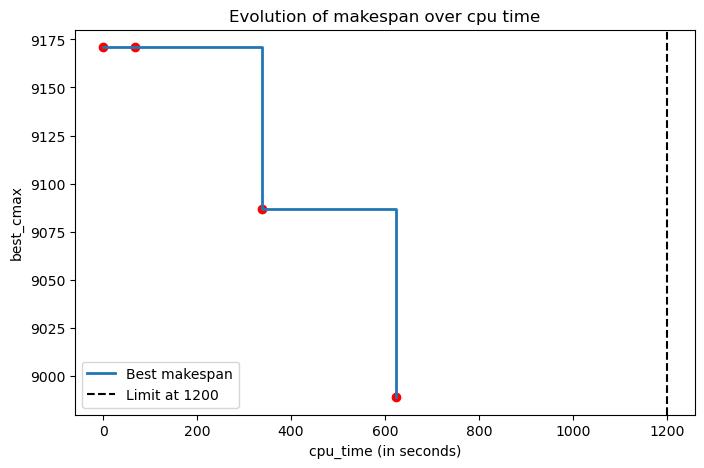 Evolution of makespan over cpu time
best_cmax
9175
9150
9125
9100
9075
9050
9025
9000
Best makespan
Limit at 1200
0 200 400 600 800 1000 1200
cpu_time (in seconds)